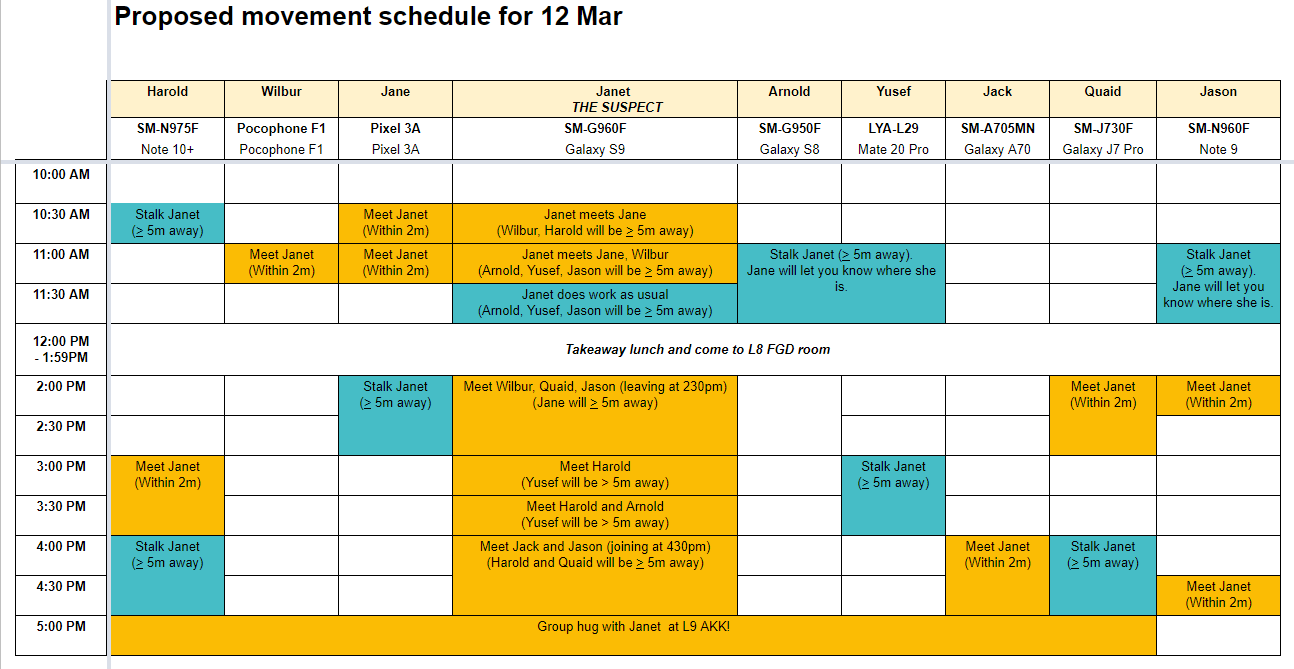 Proposed movement schedule for 12 Mar
Harold Wilbur Jane Janet Arnold Yusef Jack Quaid Jason
THE SUSPECT
SM-N975F Pocophone F1 Pixel 3A SM-G960F SM-G950F LYA-L29 SM-A705MN SM-J730F SM-N960F
Note 10+ Pocophone F1 Pixel 3A Galaxy S9 Galaxy S8 Mate 20 Pro Galaxy A70 Galaxy J7 Pro Note 9
10:00 AM
10:30 AM
Stalk Janet
(≥ 5m away)
Meet Janet
(Within 2m)
Janet meets Jane
(Wilbur, Harold will be ≥ 5m away)
11:00 AM
Meet Janet
(Within 2m)
Meet Janet
(Within 2m)
Janet meets Jane, Wilbur
(Arnold, Yusef, Jason will be ≥ 5m away)
Stalk Janet (≥ 5m away).
Jane will let you know where she
is.
Stalk Janet
(≥ 5m away).
Jane will let you
know where she is.
11:30 AM
Janet does work as usual
(Arnold, Yusef, Jason will be ≥ 5m away)
12:00 PM
- 1:59PM
Takeaway lunch and come to L8 FGD room
2:00 PM
Stalk Janet
(≥ 5m away)
Meet Wilbur, Quaid, Jason (leaving at 230pm)
(Jane will ≥ 5m away)
Meet Janet
(Within 2m)
Meet Janet
(Within 2m)
2:30 PM
3:00 PM
Meet Janet
(Within 2m)
Meet Harold
(Yusef will be > 5m away)
Stalk Janet
(≥ 5m away)
3:30 PM
Meet Harold and Arnold
(Yusef will be > 5m away)
4:00 PM
Stalk Janet
(≥ 5m away)
Meet Jack and Jason (joining at 430pm)
(Harold and Quaid will be ≥ 5m away)
Meet Janet
(Within 2m)
Stalk Janet
(≥ 5m away)
4:30 PM
Meet Janet
(Within 2m)
5:00 PM
Group hug with Janet at L9 AKK!